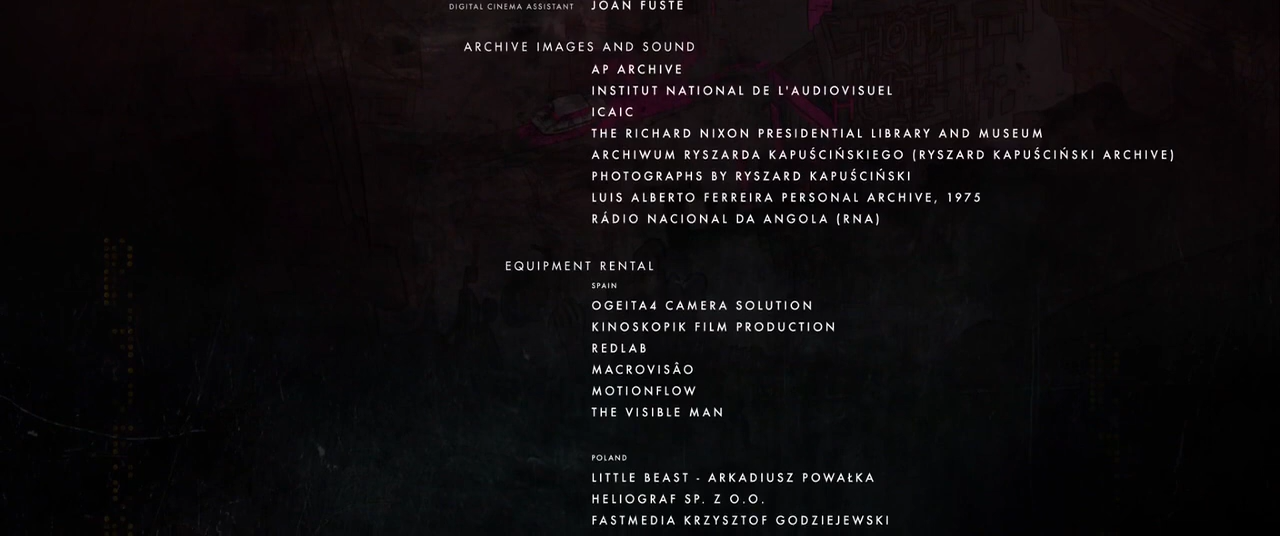 DIGITAL CINEMA ASSISTANT JOAN FUSTE
ARCHIVE IMAGES AND SOUND
AP ARCHIVE
INSTITUT NATIONAL DE L'AUDIOVISUEL
ICAIC
THE RICHARD NIXON PRESIDENTIAL LIBRARY AND MUSEUM
ARCHIWUM RYSZARDA KAPUŚCIŃSKIEGO (RYSZARD KAPUŚCIŃSKI ARCHIVE)
PHOTOGRAPHS BY RYSZARD KAPUŚCIŃSKI
LUIS ALBERTO FERREIRA PERSONAL ARCHIVE, 1975
RÁDIO NACIONAL DA ANGOLA (RNA)
EQUIPMENT RENTAL
SPAIN
OGEITA4 CAMERA SOLUTION
KINOSKOPIK FILM PRODUCTION
REDLAB
MACROVISÂO
MOTIONFLOW
THE VISIBLE MAN
POLAND
LITTLE BEAST - ARKADIUSZ POWAŁKA
HELIOGRAF SP. Z O.O.
FASTMEDIA KRZYSZTOF GODZIEJEWSKI
HOTEL